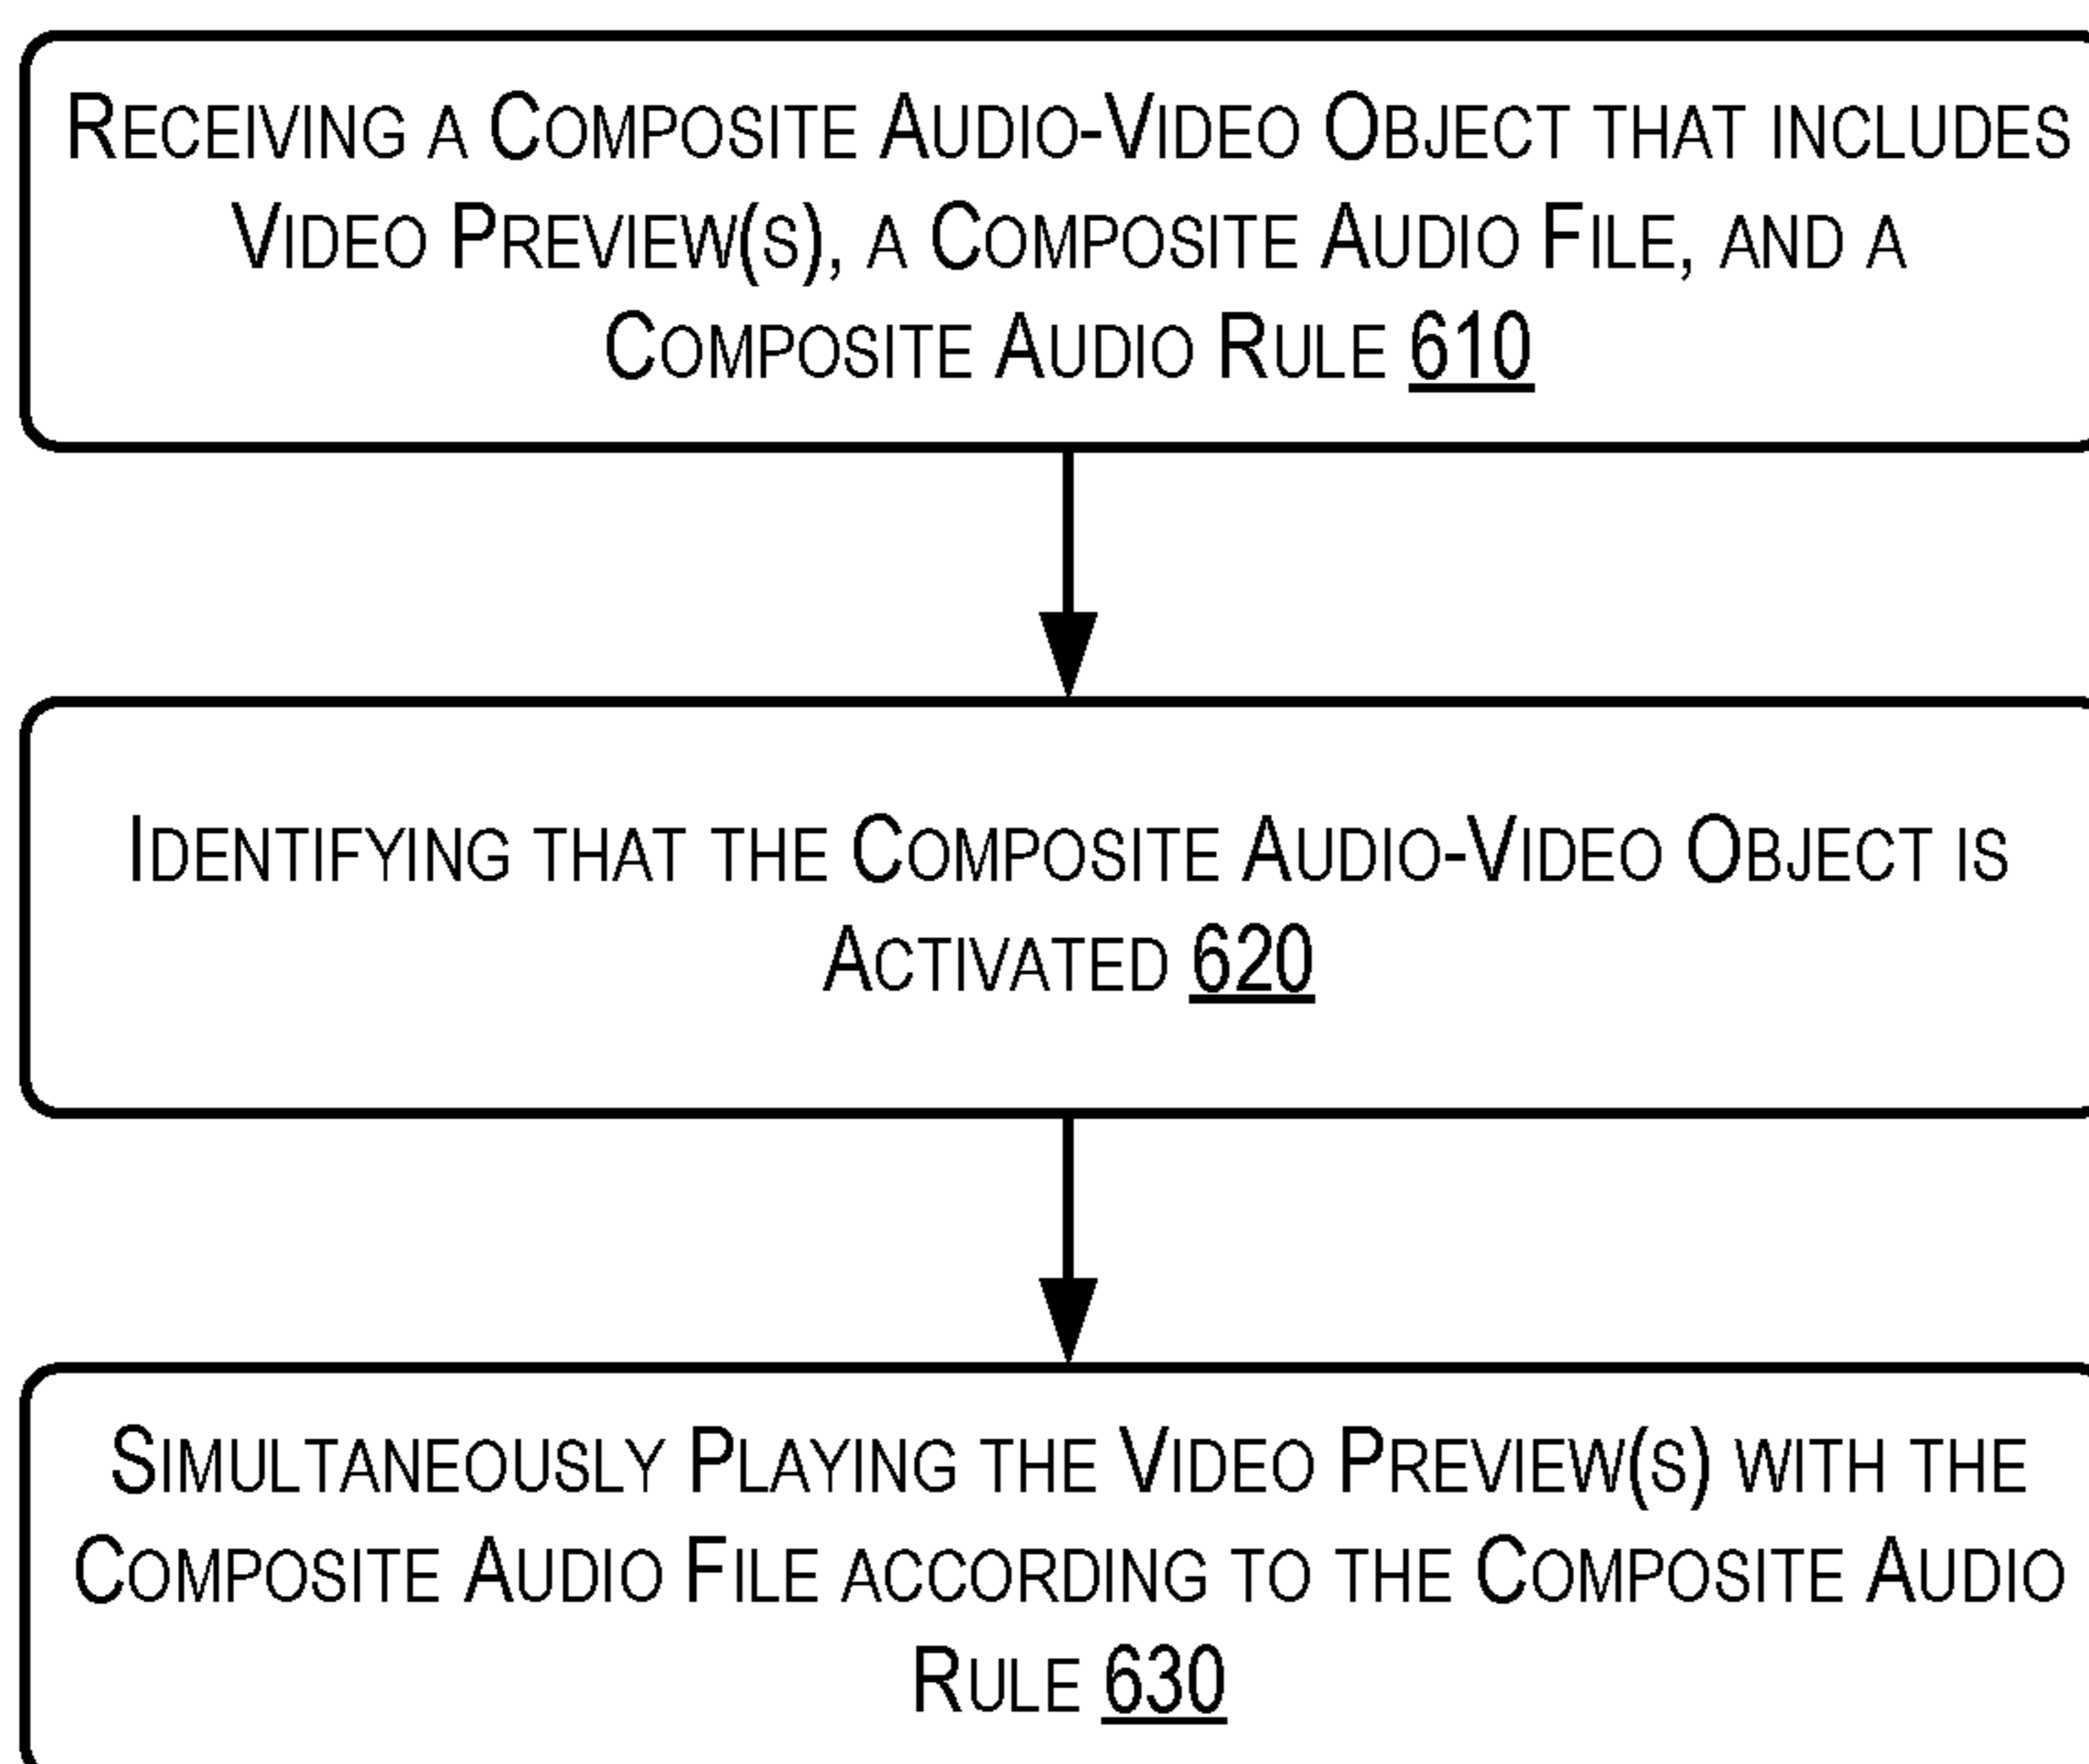 Receiving a Composite Audio-Video Object that includes
Video Preview(s), a Composite Audio File, and a
Composite Audio Rule 610
Identifying that the Composite Audio-Video Object is
Activated 620
Simultaneously Playing the Video Preview(s) with the
Composite Audio File according to the Composite Audio
Rule 630